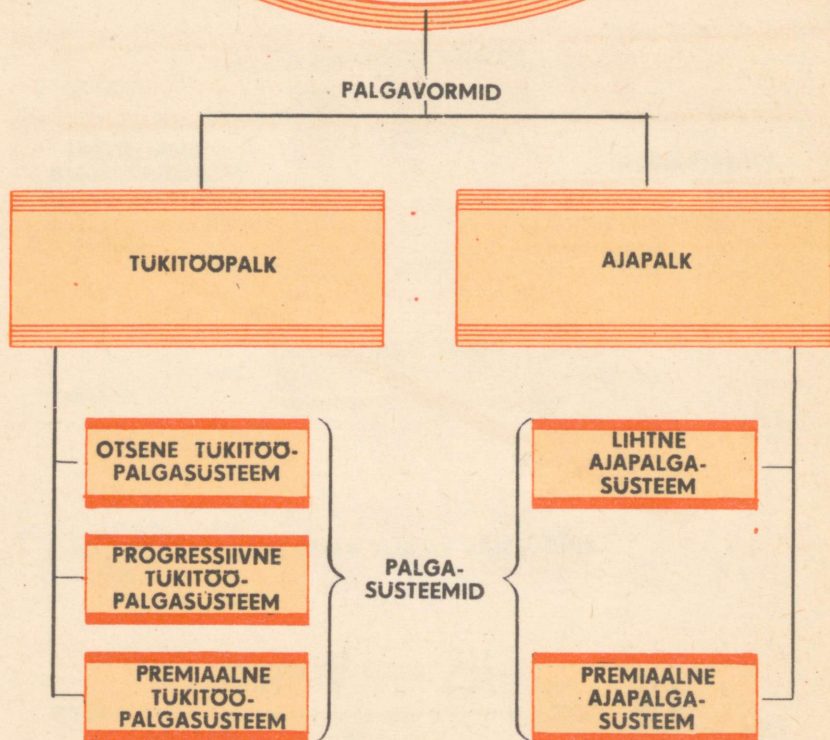 PALGAVORMID
TÜKITÖÖPALK
AJAPALK
OTSENE TÜKITÖÖ-
PALGASÜSTEEM
PROGRESSIIVNE
TÜKITÖÖ-
PALGASÜSTEEM
PREMIAALNE
TÜKITÖÖ-
PALGASÜSTEEM
PALGA-
SÜSTEEMID
LIHTNE
AJAPALGA-
SÜSTEEM
PREMIAALNE
AJAPALGA-
SÜSTEEM